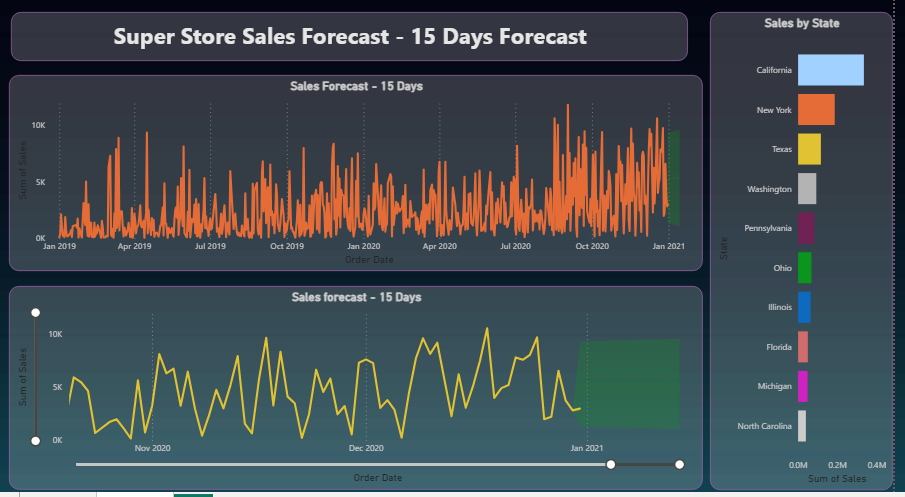 Super Store Sales Forecast - 15 Days Forecast
Sales Forecast - 15 Days
Sum of Sales
10K
5K
0K
Jan 2019 Apr 2019 Jul 2019 Oct 2019 Jan 2020 Apr 2020 Jul 2020 Oct 2020 Jan 2021
Order Date
Sales forecast - 15 Days
Sum of Sales
10K
5K
0K
Nov 2020 Dec 2020 Jan 2021
Order Date
Sales by State
State
California
New York
Texas
Washington
Pennsylvania
Ohio
Illinois
Florida
Michigan
North Carolina
0.0M 0.2M 0.4M
Sum of Sales